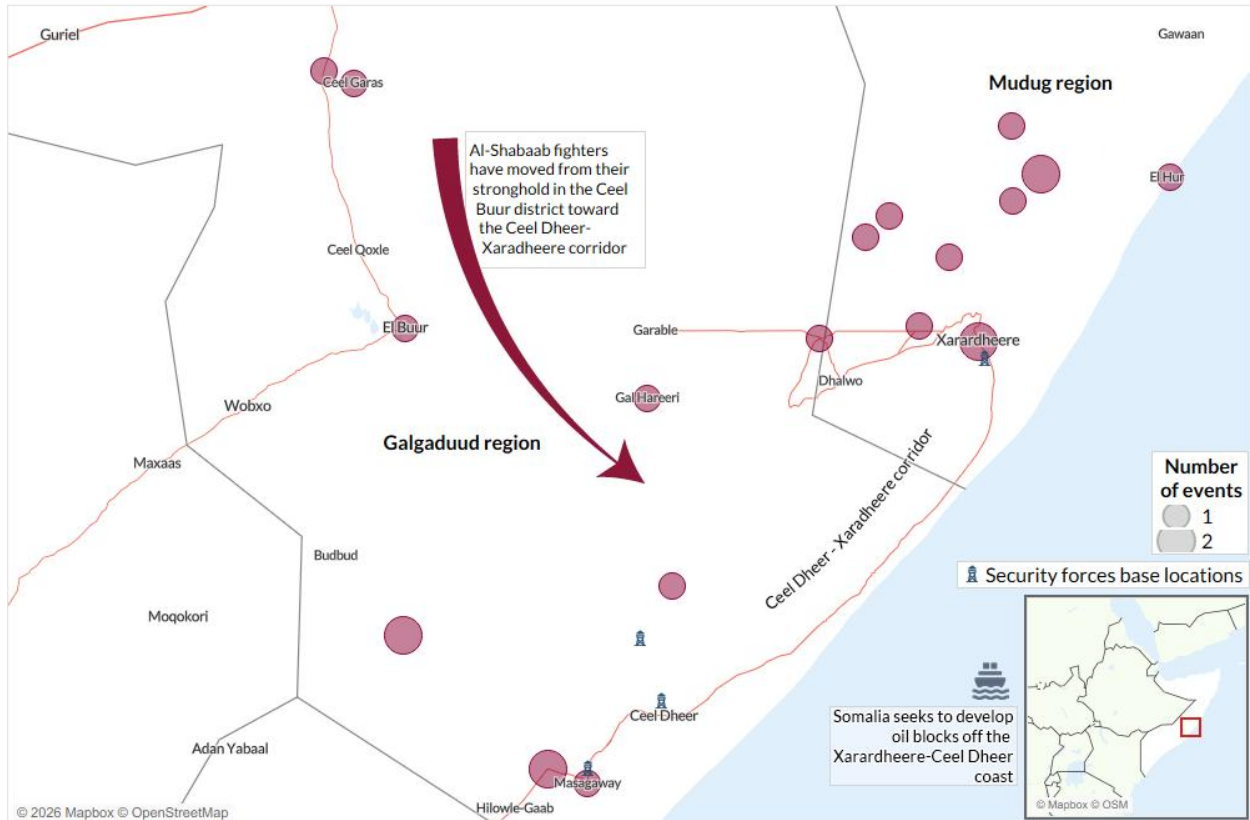 Guriel
Gawaan
Ceel Garas
Mudug region
Al-Shabaab fighters
have moved from their
stronghold in the Ceel
Buur district toward
the Ceel Dheer-
Xaradheere corridor
El Hur
Ceel Qoxle
El Buur
Garable
Xarardheere
Dhalwo
Gal Hareeri
Wobxo
Galgaduud region
Maxaas
Ceel Dheer - Xaradheere corridor
Number
of events
1
2
Budbud
Security forces base locations
Moqokori
Ceel Dheer
Somalia seeks to develop
oil blocks off the
Xarardheere-Ceel Dheer
coast
Adan Yabaal
Masagaway
Hilowle-Gaab
© Mapbox © OSM
© 2026 Mapbox © OpenStreetMap